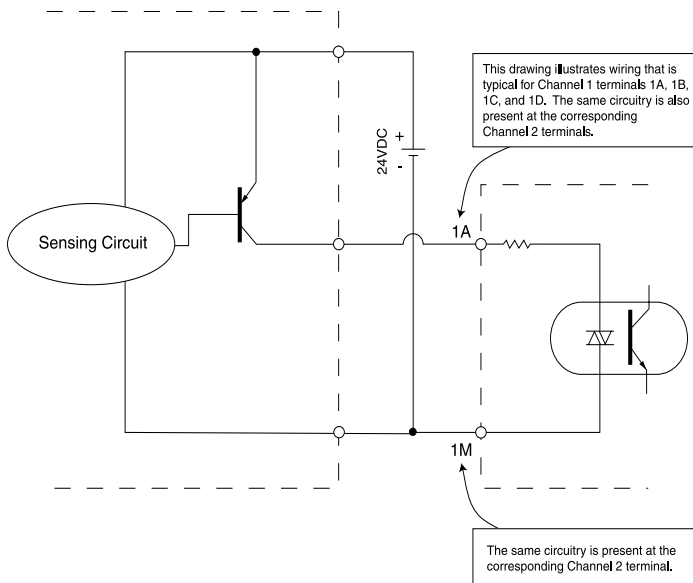 This drawing illustrates wiring that is
typical for Channel 1 terminals 1A, 1B,
1C, and 1D. The same circuitry is also
present at the corresponding
Channel 2 terminals.
24VDC
+
-
1A
Sensing Circuit
1M
The same circuitry is present at the
corresponding Channel 2 terminal.